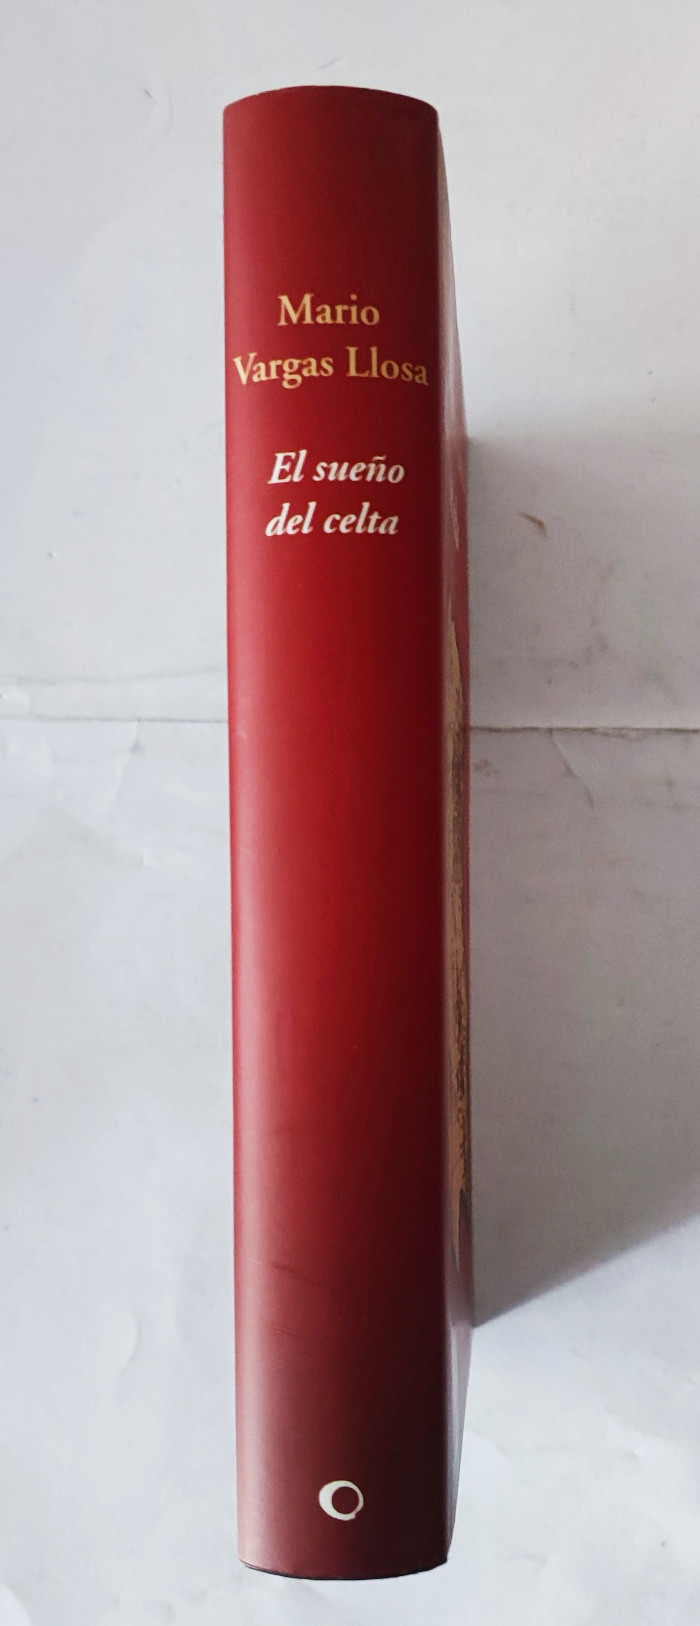 Mario
Vargas Llosa
El sueño
del celta